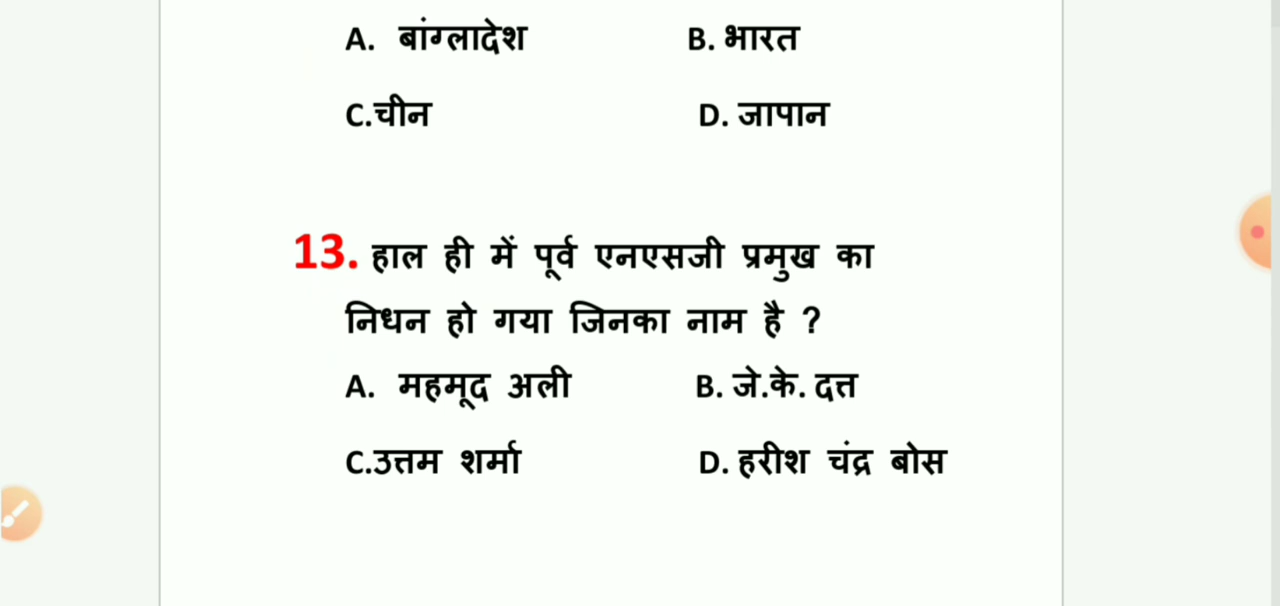 A. बांग्लादेश B. भारत
C.चीन D. जापान
13. हाल ही में पूर्व एनएसजी प्रमुख का
निधन हो गया जिनका नाम है ?
A. महमूद अली B. जे.के. दत्त
C.उत्तम शर्मा D. हरीश चंद्र बोस